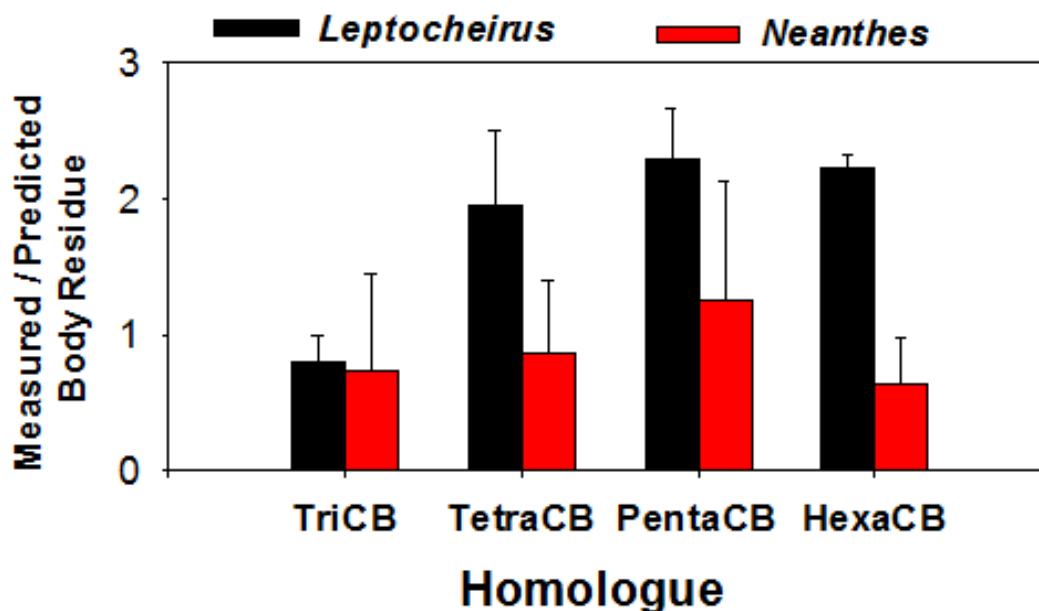 Leptocheirus Neanthes
Measured / Predicted
Body Residue
3
2
1
0
TriCB TetraCB PentaCB HexaCB
Homologue